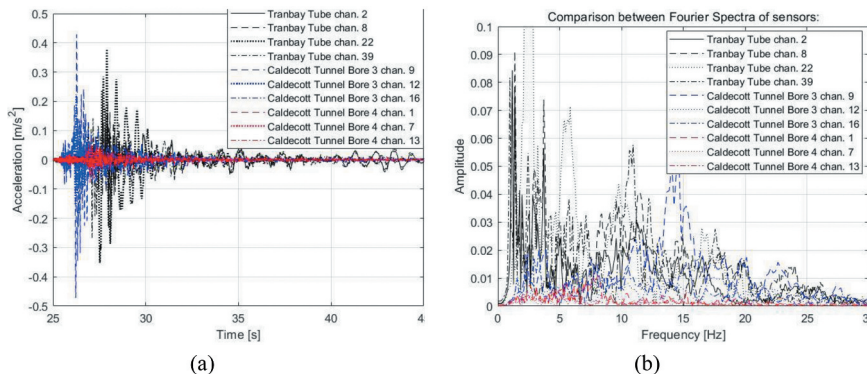 0.5
0.4
0.3
0.2
0.1
0
-0.1
-0.2
-0.3
-0.4
-0.5
Acceleration [m/s²]
25
30
35
40
Time [s]
Tranbay Tube chan. 2
Tranbay Tube chan. 8
Tranbay Tube chan. 22
Tranbay Tube chan. 39
Caldecott Tunnel Bore 3 chan. 9
Caldecott Tunnel Bore 3 chan. 12
Caldecott Tunnel Bore 3 chan. 16
Caldecott Tunnel Bore 4 chan. 1
Caldecott Tunnel Bore 4 chan. 7
Caldecott Tunnel Bore 4 chan. 13
(a)
Comparison between Fourier Spectra of sensors:
0.1
0.09
0.08
0.07
0.06
0.05
0.04
0.03
0.02
0.01
0
Amplitude
0
5
10
15
20
25
Frequency [Hz]
Tranbay Tube chan. 2
Tranbay Tube chan. 8
Tranbay Tube chan. 22
Tranbay Tube chan. 39
Caldecott Tunnel Bore 3 chan. 9
Caldecott Tunnel Bore 3 chan. 12
Caldecott Tunnel Bore 3 chan. 16
Caldecott Tunnel Bore 4 chan. 1
Caldecott Tunnel Bore 4 chan. 7
Caldecott Tunnel Bore 4 chan. 13
(b)